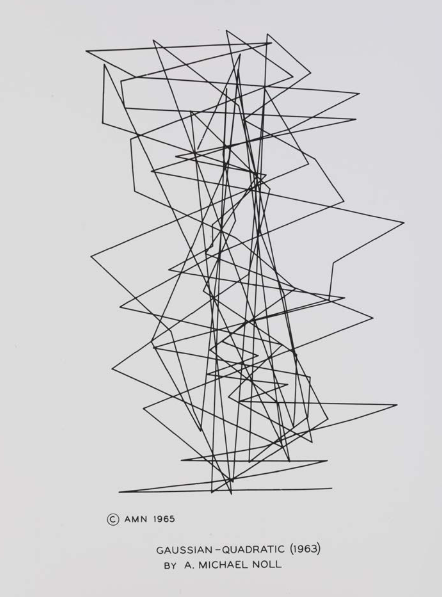 © AMN 1965
GAUSSIAN-QUADRATIC (1963)
BY A. MICHAEL NOLL